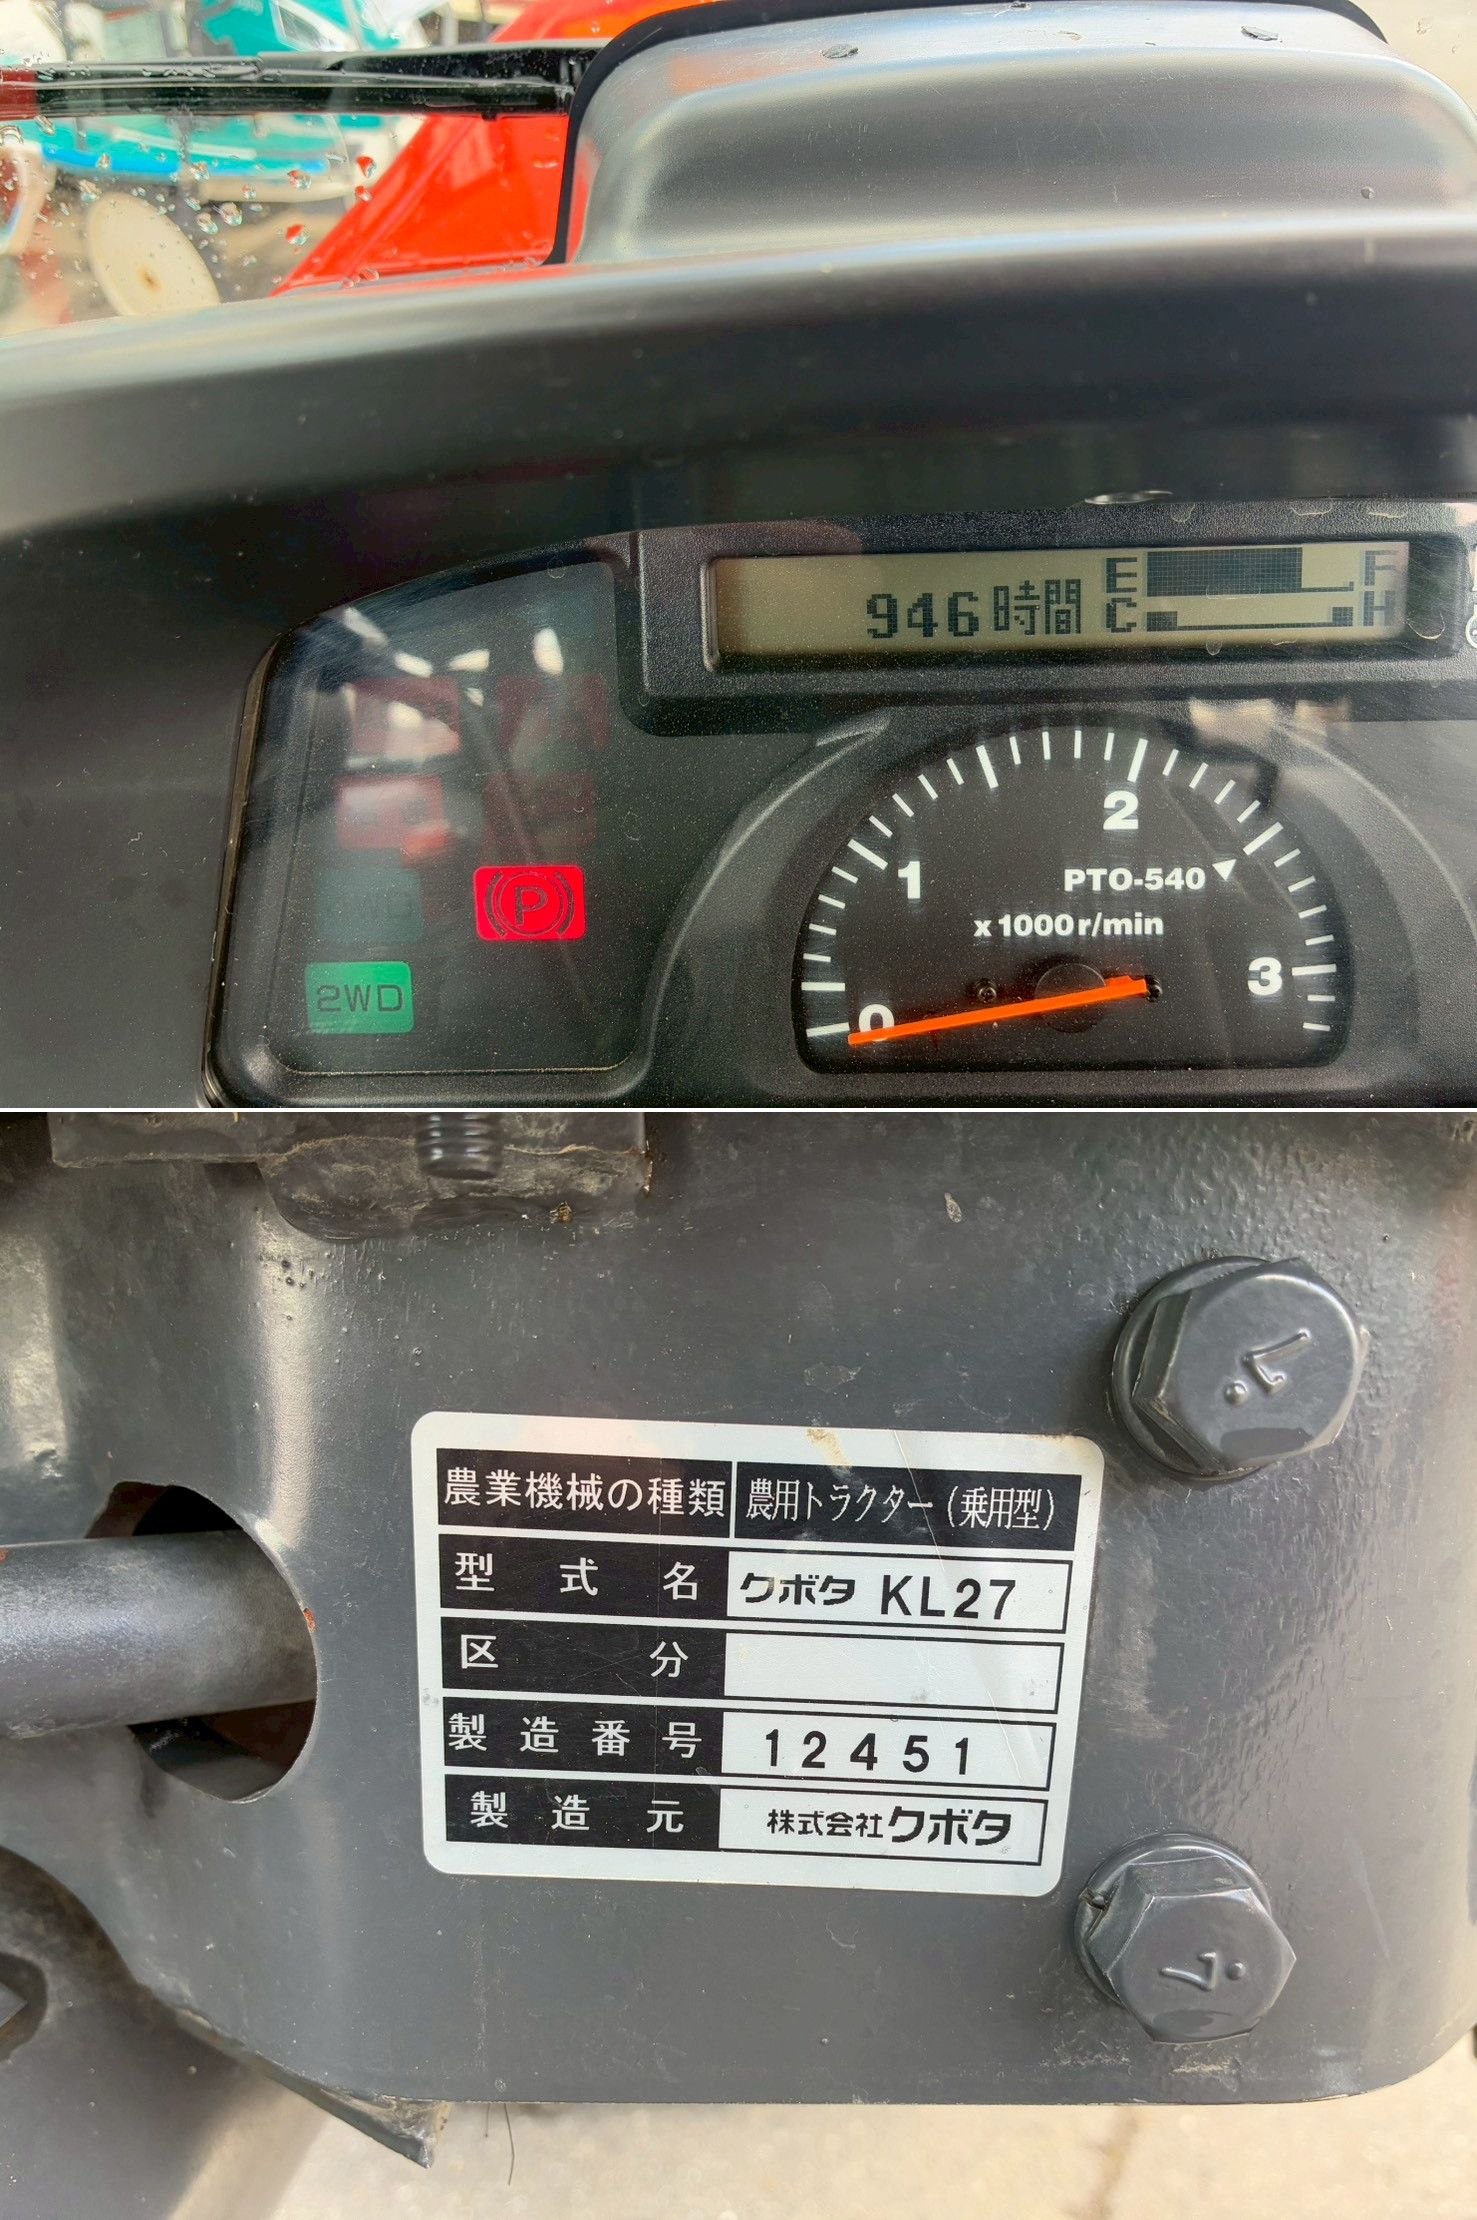 946時間 E F
C H
0 1 2 3
PTO-540
x1000r/min
P
2WD
農業機械の種類 農用トラクター(乗用型)
型式名 クボタ KL27
区分
製造番号 12451
製造元 株式会社クボタ
7
7